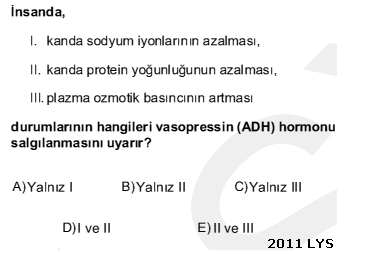 İnsanda,
I. kanda sodyum iyonlarının azalması,
II. kanda protein yoğunluğunun azalması,
III. plazma ozmotik basıncının artması
durumlarının hangileri vasopressin (ADH) hormonu
salgılanmasını uyarır?
A)Yalnız I B)Yalnız II C)Yalnız III
D)I ve II E)II ve III
2011 LYS